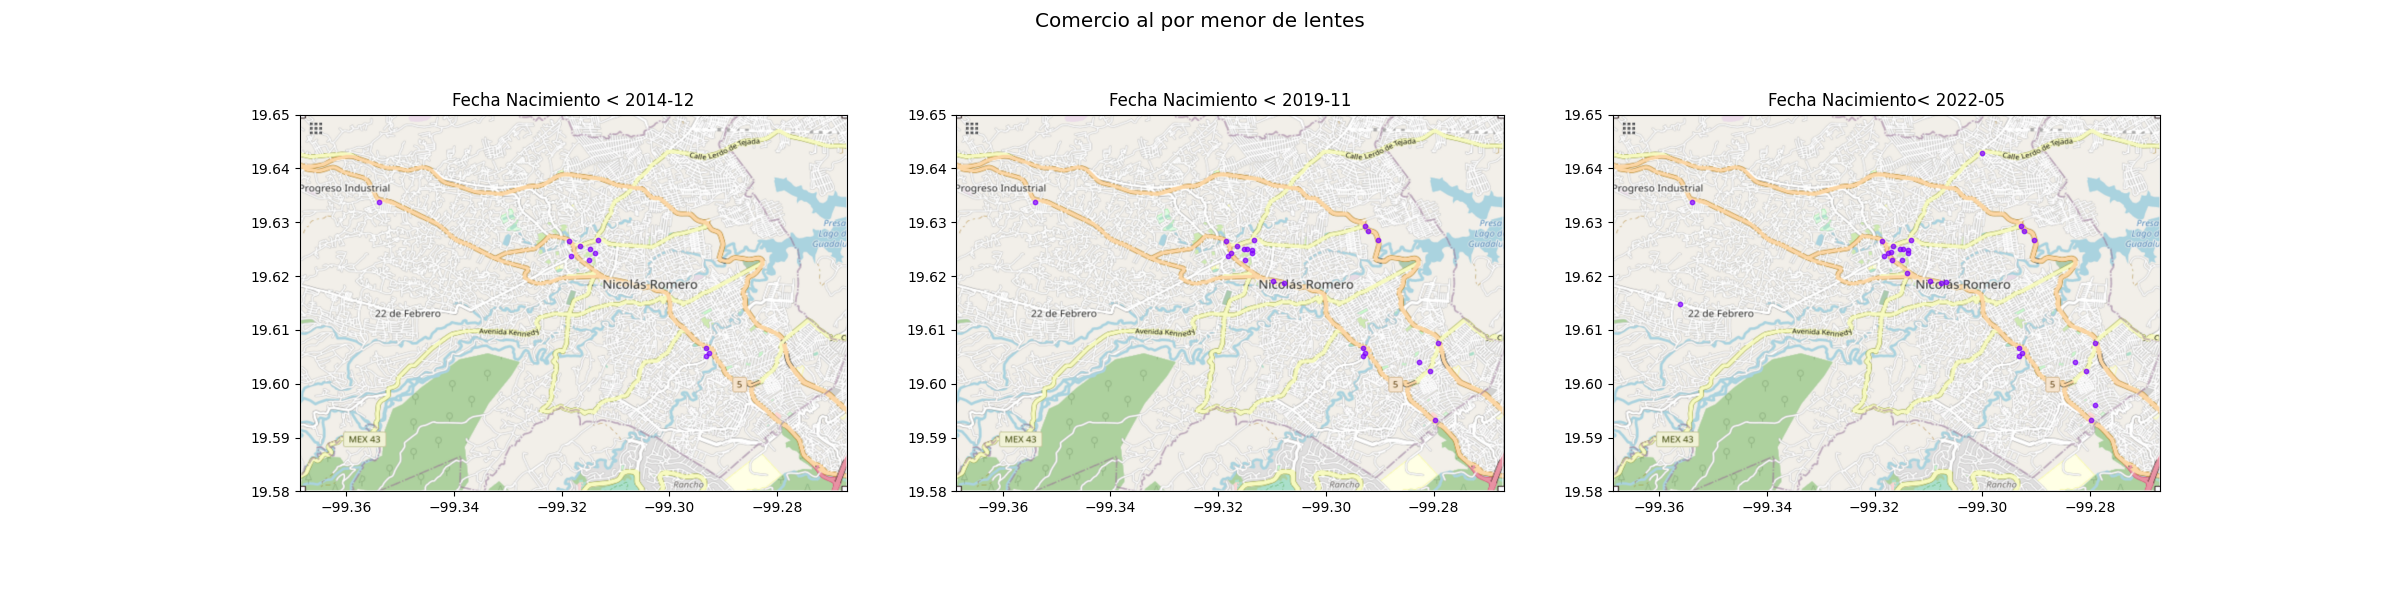 Comercio al por menor de lentes
Fecha Nacimiento < 2014-12
19.65
19.64
19.63
19.62
19.61
19.60
19.59
19.58
−99.36
−99.34
−99.32
−99.30
−99.28
Calle Lerdo de Tejada
Progreso Industrial
Presa
Lago d
Guadalu
Nicolás Romero
22 de Febrero
Avenida Kennedy
5
MEX 43
Rancho
Fecha Nacimiento < 2019-11
19.65
19.64
19.63
19.62
19.61
19.60
19.59
19.58
−99.36
−99.34
−99.32
−99.30
−99.28
Calle Lerdo de Tejada
Progreso Industrial
Presa
Lago d
Guadalu
Nicolás Romero
22 de Febrero
Avenida Kennedy
5
MEX 43
Rancho
Fecha Nacimiento< 2022-05
19.65
19.64
19.63
19.62
19.61
19.60
19.59
19.58
−99.36
−99.34
−99.32
−99.30
−99.28
Calle Lerdo de Tejada
Progreso Industrial
Presa
Lago d
Guadalu
Nicolás Romero
22 de Febrero
Avenida Kennedy
5
MEX 43
Rancho